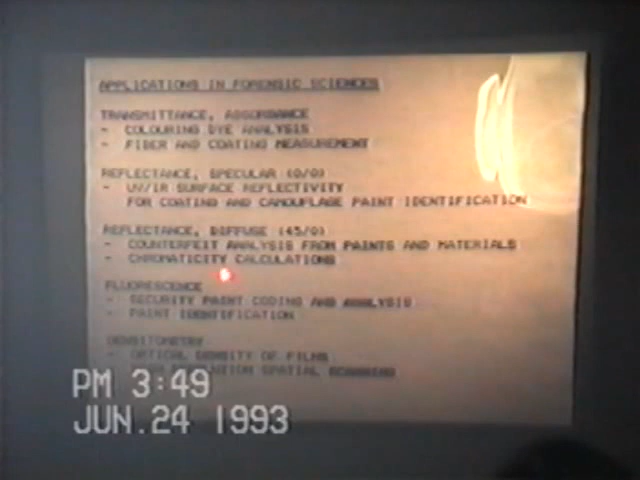 APPLICATIONS IN FORENSIC SCIENCES
TRANSMITTANCE, ABSORBANCE
- COLOURING DYE ANALYSIS
- FIBER AND COATING MEASUREMENT
REFLECTANCE, SPECULAR (0/0)
- UV/IR SURFACE REFLECTIVITY
FOR COATING AND CAMOUFLAGE PAINT IDENTIFICATION
REFLECTANCE, DIFFUSE (45/0)
- COUNTERFEIT ANALYSIS FROM PAINTS AND MATERIALS
- CHROMATICITY CALCULATIONS
FLUORESCENCE
- SECURITY PAINT CODING AND ANALYSIS
- PAINT IDENTIFICATION
DENSITOMETRY
- OPTICAL DENSITY OF FILMS
SPATIAL SCANNING
PM 3:49
JUN.24 1993